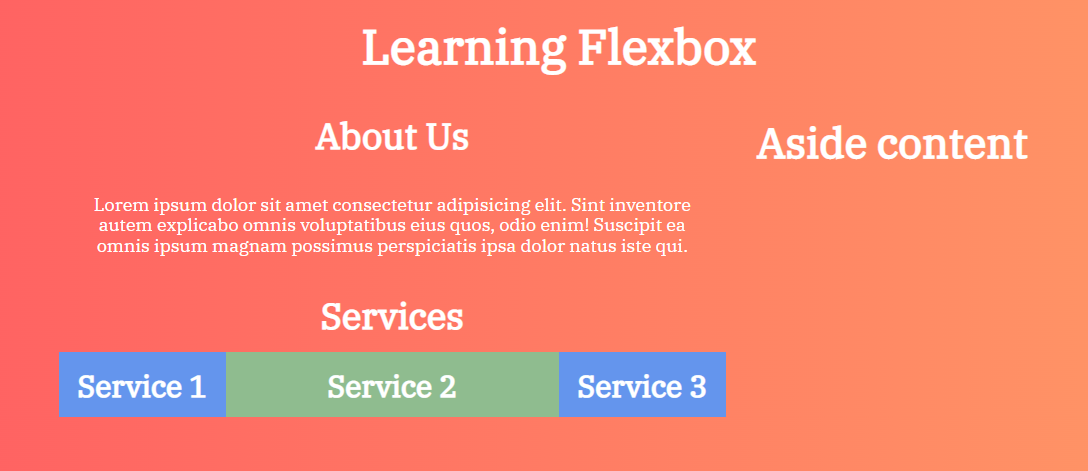 Learning Flexbox
About Us
Lorem ipsum dolor sit amet consectetur adipisicing elit. Sint inventore
autem explicabo omnis voluptatibus eius quos, odio enim! Suscipit ea
omnis ipsum magnam possimus perspiciatis ipsa dolor natus iste qui.
Services
Service 1
Service 2
Service 3
Aside content